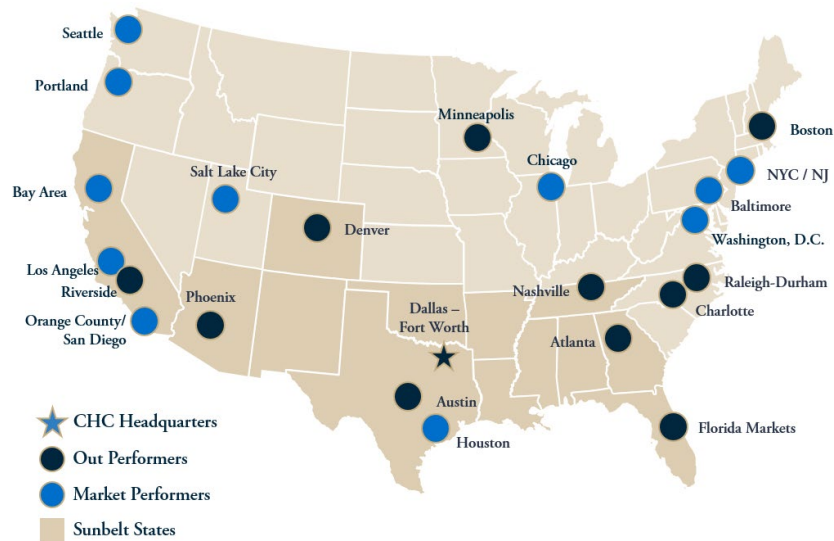 Seattle
Portland
Minneapolis
Boston
Chicago
Salt Lake City
NYC / NJ
Bay Area
Baltimore
Denver
Washington, D.C.
Los Angeles
Riverside
Phoenix
Nashville
Raleigh-Durham
Charlotte
Dallas –
Fort Worth
Orange County/
San Diego
Atlanta
Austin
Houston
Florida Markets
CHC Headquarters
Out Performers
Market Performers
Sunbelt States